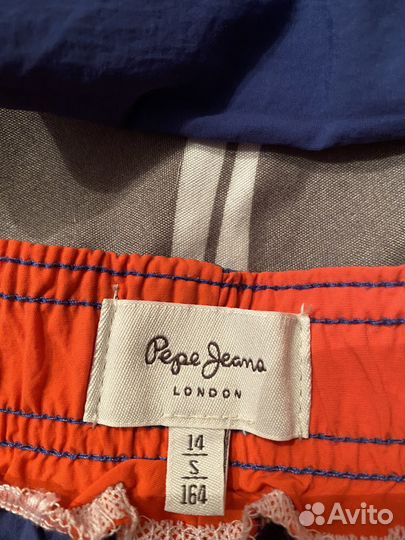 Pepe Jeans
LONDON
14
S
164
Avito